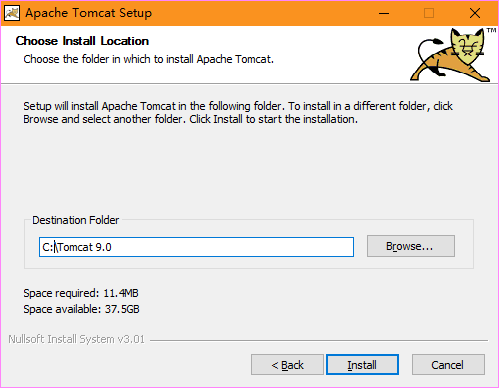 Apache Tomcat Setup
Choose Install Location
Choose the folder in which to install Apache Tomcat.
TM
Setup will install Apache Tomcat in the following folder. To install in a different folder, click
Browse and select another folder. Click Install to start the installation.
Destination Folder
C:\Tomcat 9.0
Browse...
Space required: 11.4MB
Space available: 37.5GB
Nullsoft Install System v3.01
< Back
Install
Cancel